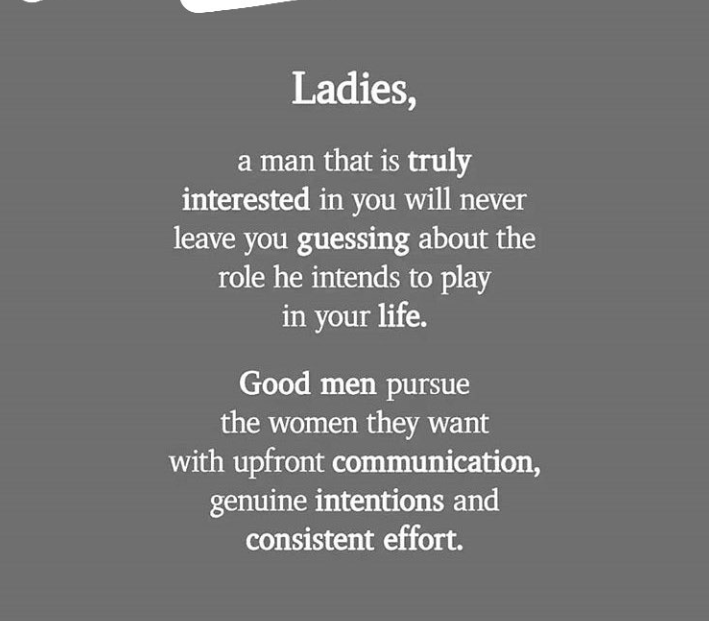 Ladies,
a man that is truly
interested in you will never
leave you guessing about the
role he intends to play
in your life.
Good men pursue
the women they want
with upfront communication,
genuine intentions and
consistent effort.